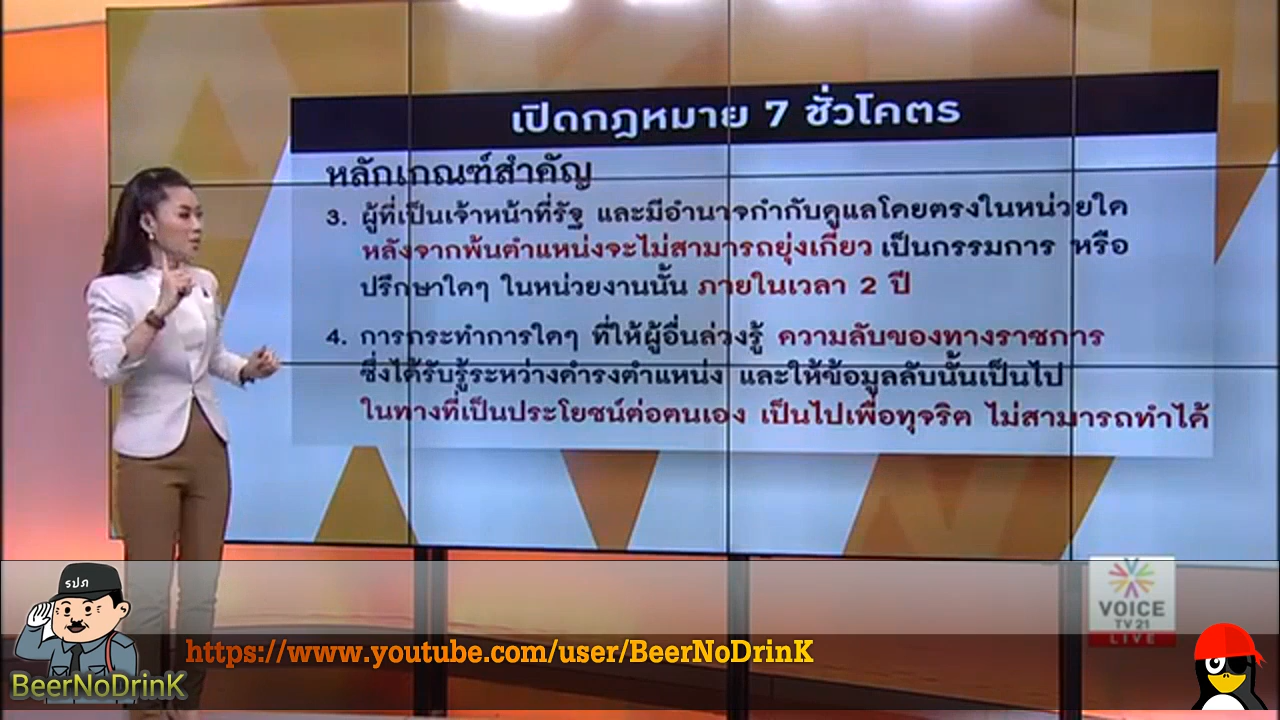 เปิดกฎหมาย 7 ชั่วโคตร
หลักเกณฑ์สำคัญ
3. ผู้ที่เป็นเจ้าหน้าที่รัฐ และมีอำนาจกำกับดูแลโดยตรงในหน่วยใด
หลังจากพ้นตำแหน่งจะไม่สามารถยุ่งเกี่ยว เป็นกรรมการ หรือ
ปรึกษาใดๆ ในหน่วยงานนั้น ภายในเวลา 2 ปี
4. การกระทำการใดๆ ที่ให้ผู้อื่นล่วงรู้ ความลับของทางราชการ
ซึ่งได้รับรู้ระหว่างดำรงตำแหน่ง และให้ข้อมูลลับนั้นเป็นไป
ในทางที่เป็นประโยชน์ต่อตนเอง เป็นไปเพื่อทุจริต ไม่สามารถทำได้
VOICE
TV 21
LIVE
รปภ
https://www.youtube.com/user/BeerNoDrinK
BeerNoDrinK